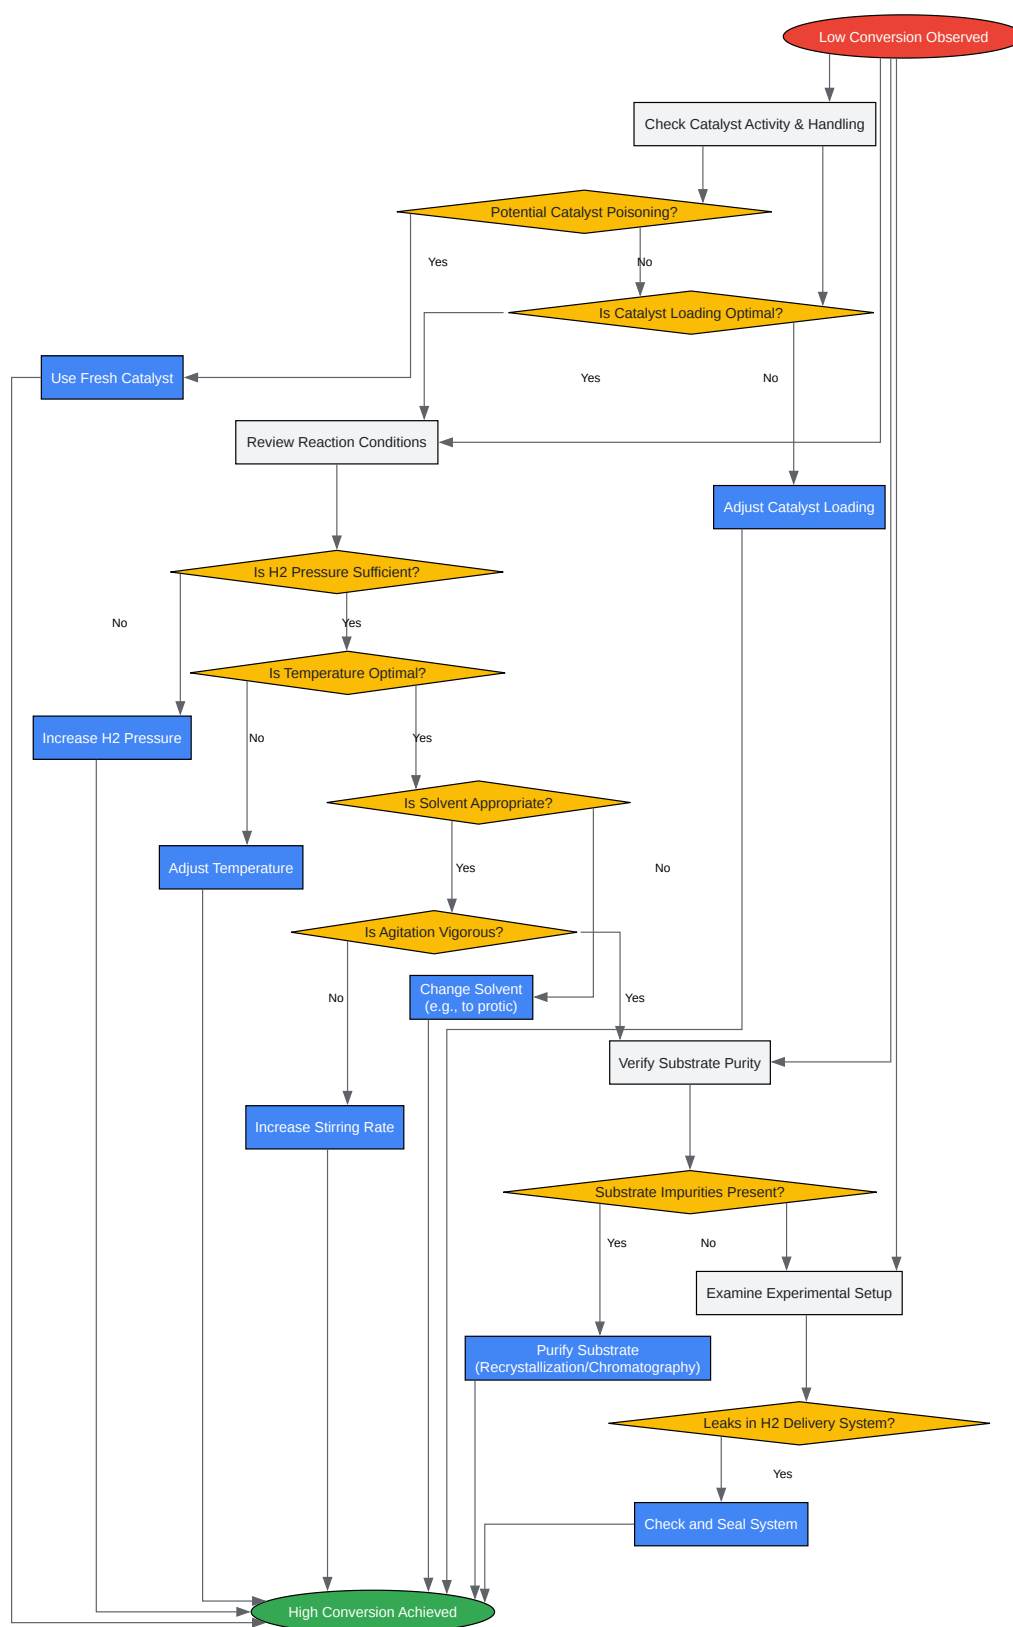 Low Conversion Observed
Check Catalyst Activity & Handling
Potential Catalyst Poisoning?
Yes
No
Is Catalyst Loading Optimal?
Use Fresh Catalyst
Yes
No
Review Reaction Conditions
Adjust Catalyst Loading
Is H2 Pressure Sufficient?
No
Yes
Is Temperature Optimal?
Increase H2 Pressure
No
Yes
Is Solvent Appropriate?
Adjust Temperature
Yes
No
Is Agitation Vigorous?
No
Change Solvent
(e.g., to protic)
Yes
Verify Substrate Purity
Increase Stirring Rate
Substrate Impurities Present?
Yes
No
Examine Experimental Setup
Purify Substrate
(Recrystallization/Chromatography)
Leaks in H2 Delivery System?
Yes
Check and Seal System
High Conversion Achieved